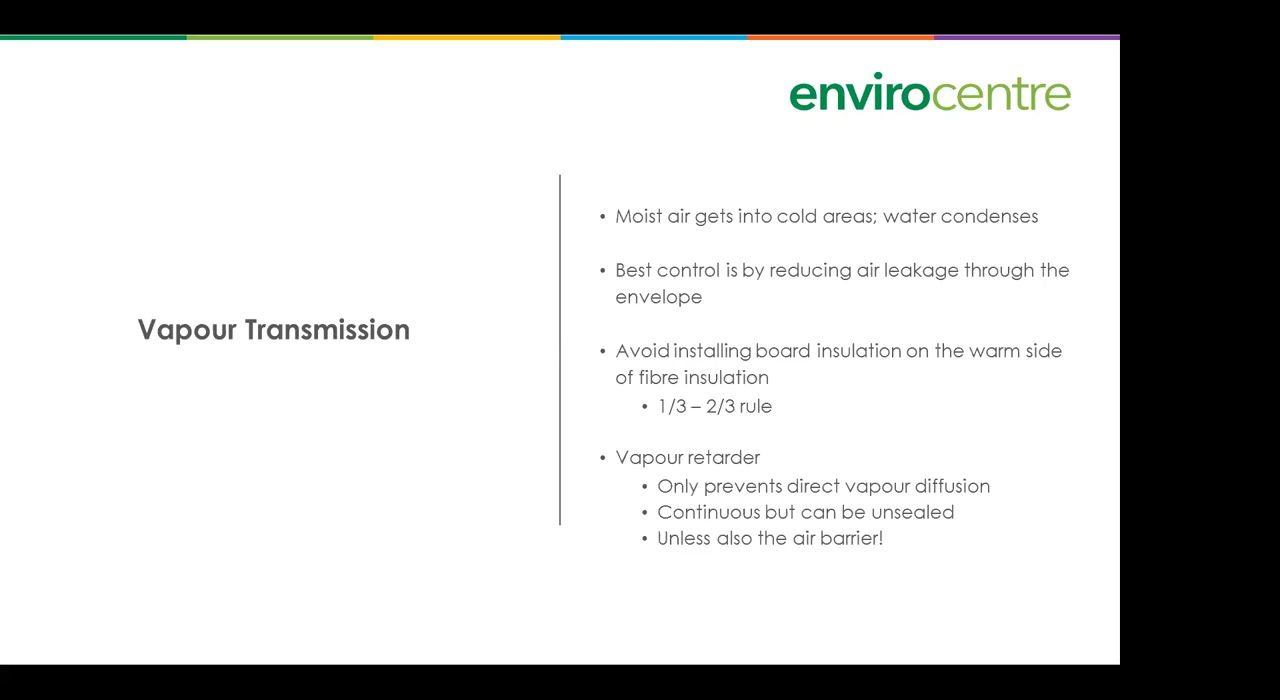 envirocentre
Vapour Transmission
• Moist air gets into cold areas; water condenses
• Best control is by reducing air leakage through the
envelope
• Avoid installing board insulation on the warm side
of fibre insulation
• 1/3 – 2/3 rule
• Vapour retarder
• Only prevents direct vapour diffusion
• Continuous but can be unsealed
• Unless also the air barrier!